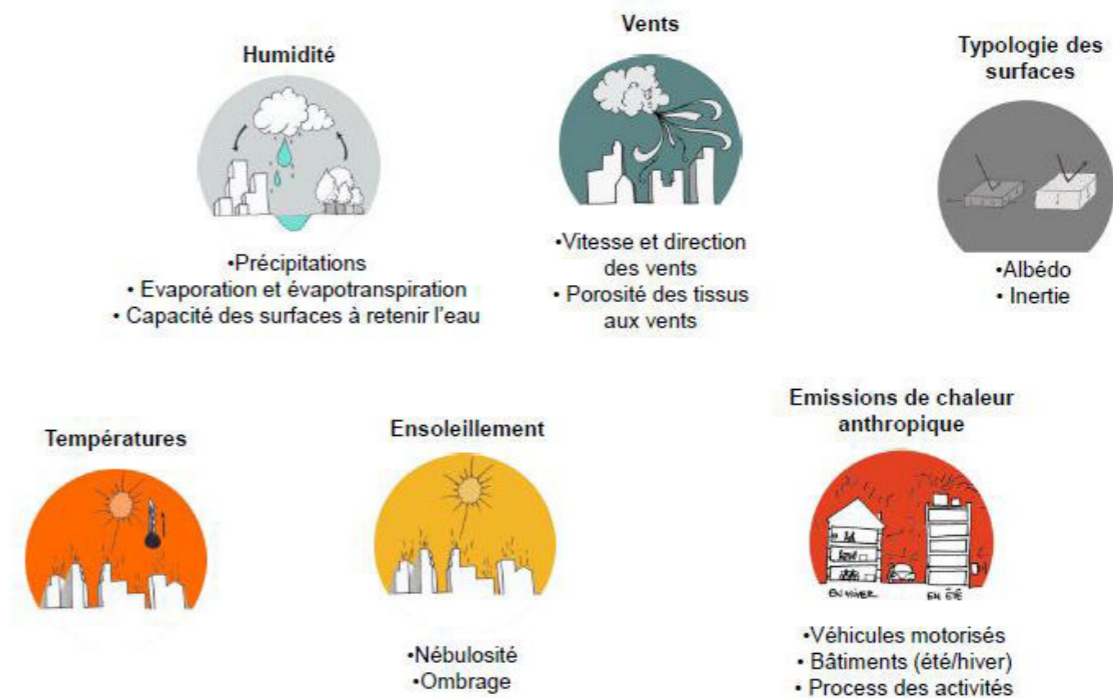 Humidité
•Précipitations
• Evaporation et évapotranspiration
• Capacité des surfaces à retenir l'eau
Vents
•Vitesse et direction
des vents
• Porosité des tissus
aux vents
Typologie des
surfaces
• Albédo
• Inertie
Températures
Ensoleillement
•Nébulosité
•Ombrage
Emissions de chaleur
anthropique
EN HIVER
EN ÉTÉ
•Véhicules motorisés
• Bâtiments (été/hiver)
• Process des activités